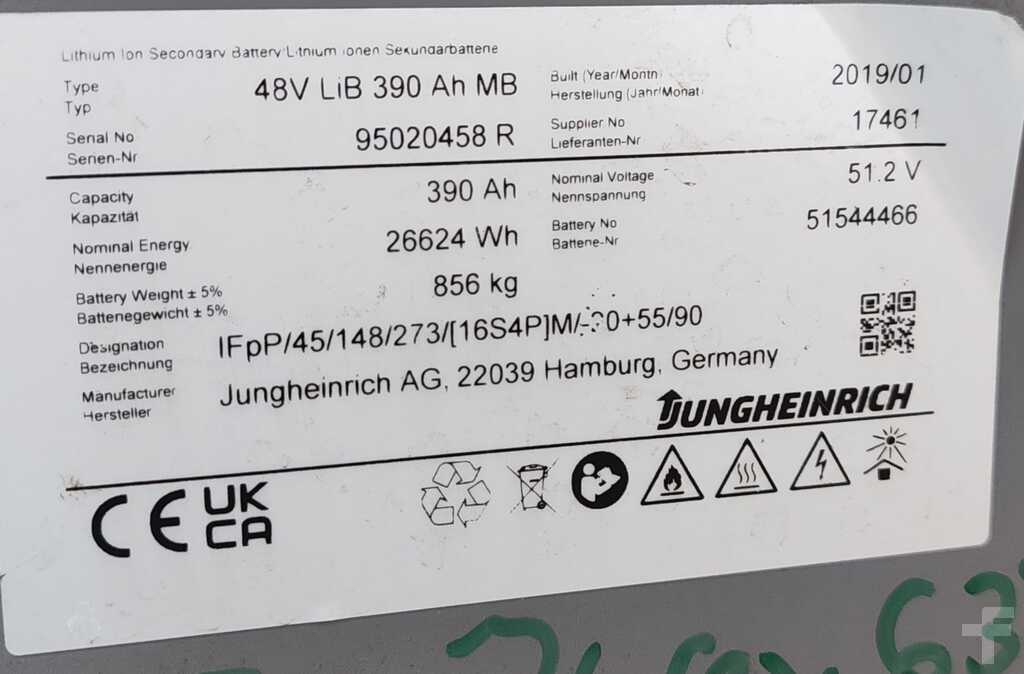 Lithium Ion Secondary Battery/Lithium Ionen Sekundärbatterie
Type 48V LiB 390 Ah MB Built (Year/Month) 2019/01
Typ Herstellung (Jahr/Monat)
Serial No 95020458 R Supplier No 17461
Serien-Nr Lieferanten-Nr
Capacity 390 Ah Nominal Voltage 51.2 V
Kapazität Nennspannung
Nominal Energy 26624 Wh Battery No 51544466
Nennenergie Batterie-Nr
Battery Weight ± 5% 856 kg
Batteriegewicht ± 5%
Designation IFpP/45/148/273/[16S4P]M/-30+55/90
Bezeichnung
Manufacturer Jungheinrich AG, 22039 Hamburg, Germany
Hersteller
JUNGHEINRICH
CE UK
CA
63